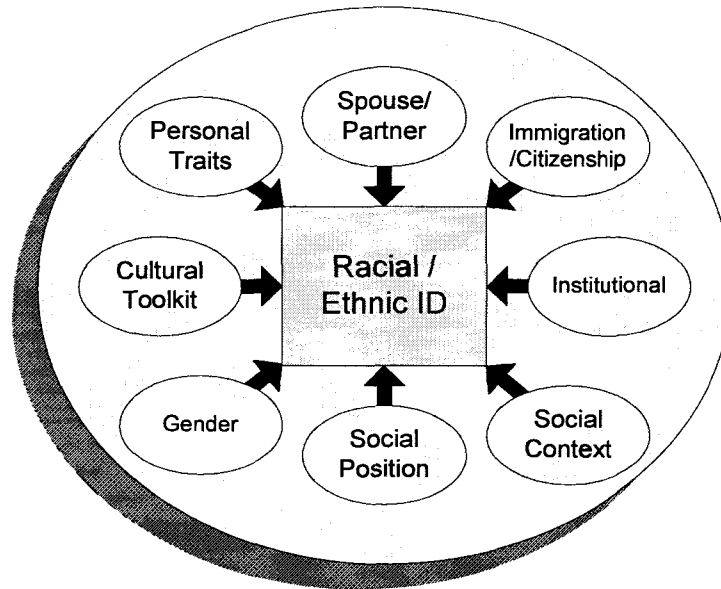 Spouse/
Partner
Personal
Traits
Immigration
/Citizenship
Cultural
Toolkit
Racial /
Ethnic ID
Institutional
Gender
Social
Position
Social
Context